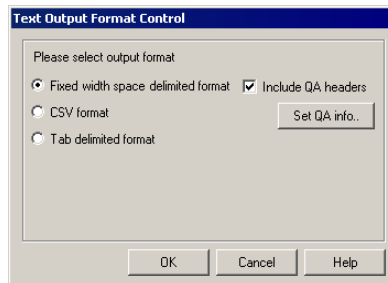 Text Output Format Control
Please select output format
Fixed width space delimited format Include QA headers
CSV format Set QA info..
Tab delimited format
OK Cancel Help